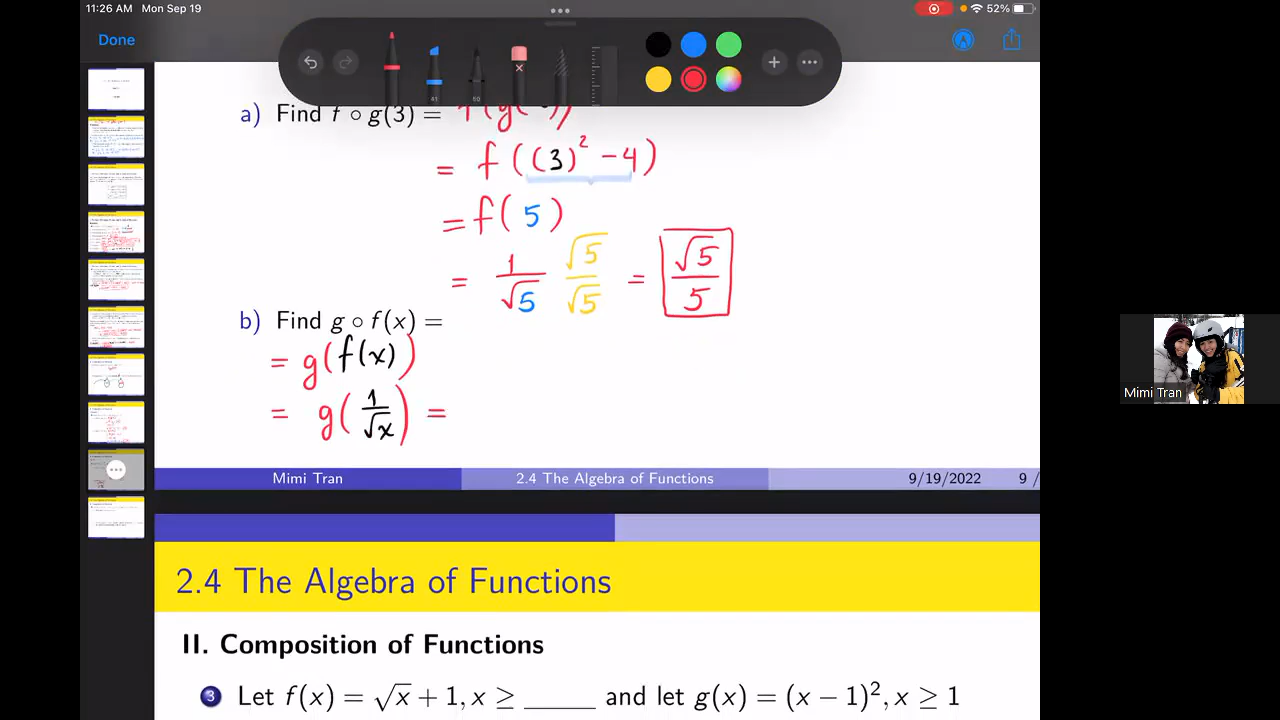 11:26 AM Mon Sep 19
52%
Done
41
50
a) Find f ∘ g(3) = f(g(
= f((3)² − 4)
= f(5)
= 1/√5 √5/√5 = √5/5
b) Find g ∘ f(x) =
= g(f(x))
= g(1/√x) =
Mimi Tran
Mimi Tran 2.4 The Algebra of Functions 9/19/2022 9 /
2.4 The Algebra of Functions
II. Composition of Functions
3 Let f(x) = √x + 1, x ≥ _____ and let g(x) = (x − 1)², x ≥ 1